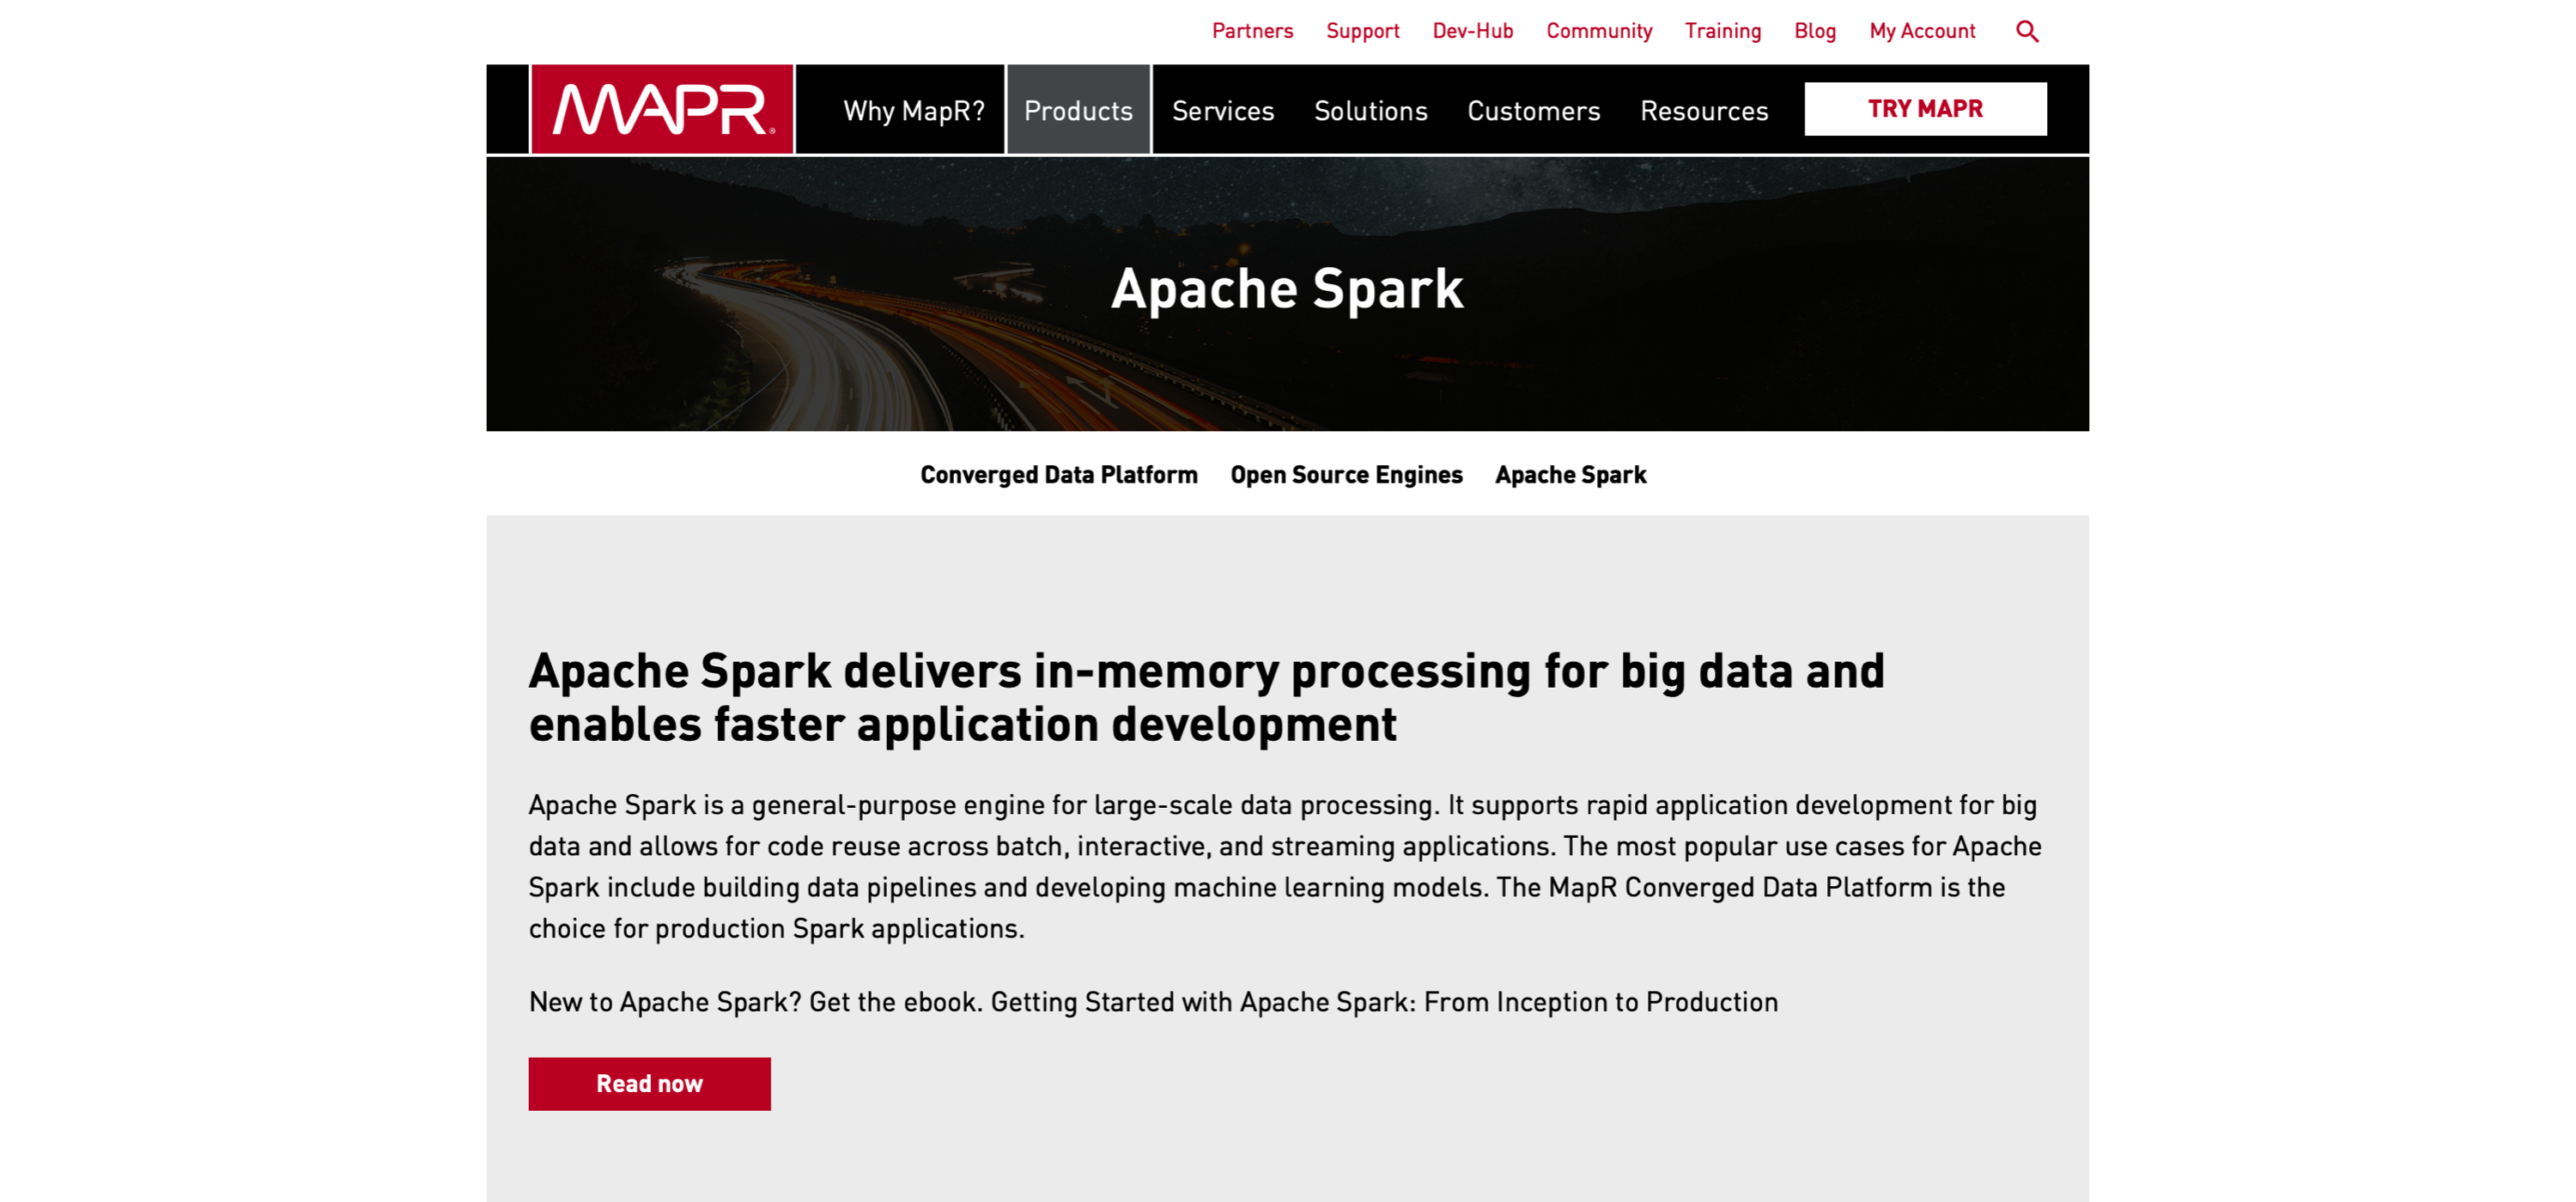 Partners Support Dev-Hub Community Training Blog My Account
MAPR®
Why MapR? Products Services Solutions Customers Resources TRY MAPR
Apache Spark
Converged Data Platform Open Source Engines Apache Spark
Apache Spark delivers in-memory processing for big data and
enables faster application development
Apache Spark is a general-purpose engine for large-scale data processing. It supports rapid application development for big
data and allows for code reuse across batch, interactive, and streaming applications. The most popular use cases for Apache
Spark include building data pipelines and developing machine learning models. The MapR Converged Data Platform is the
choice for production Spark applications.
New to Apache Spark? Get the ebook. Getting Started with Apache Spark: From Inception to Production
Read now